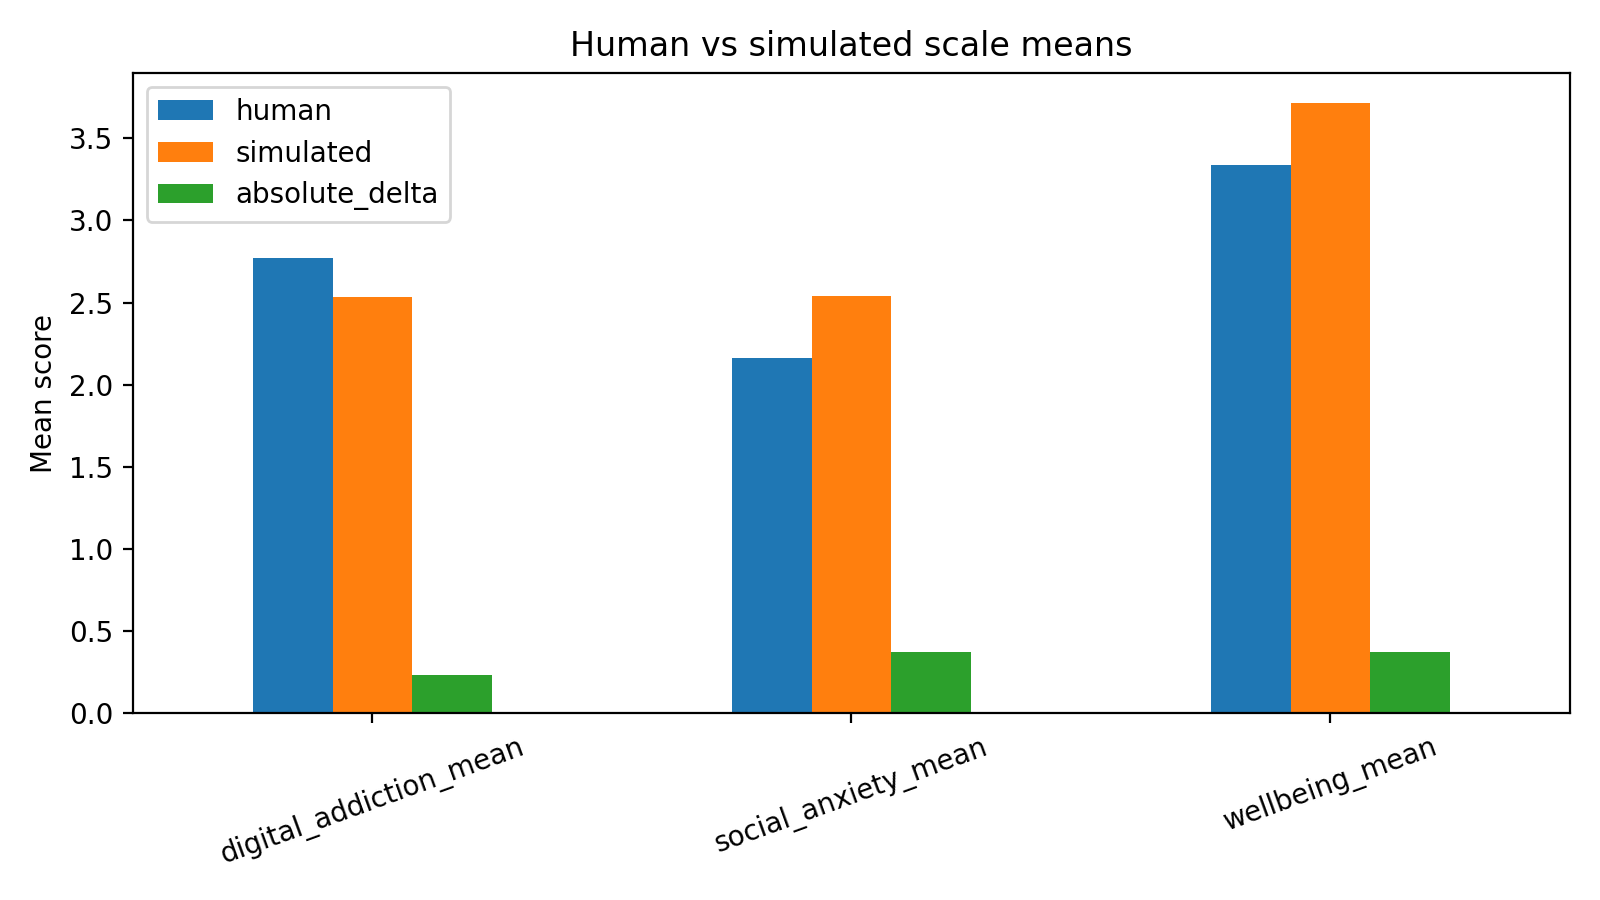 Human vs simulated scale means
human
simulated
absolute_delta
Mean score
3.5
3.0
2.5
2.0
1.5
1.0
0.5
0.0
digital_addiction_mean
social_anxiety_mean
wellbeing_mean